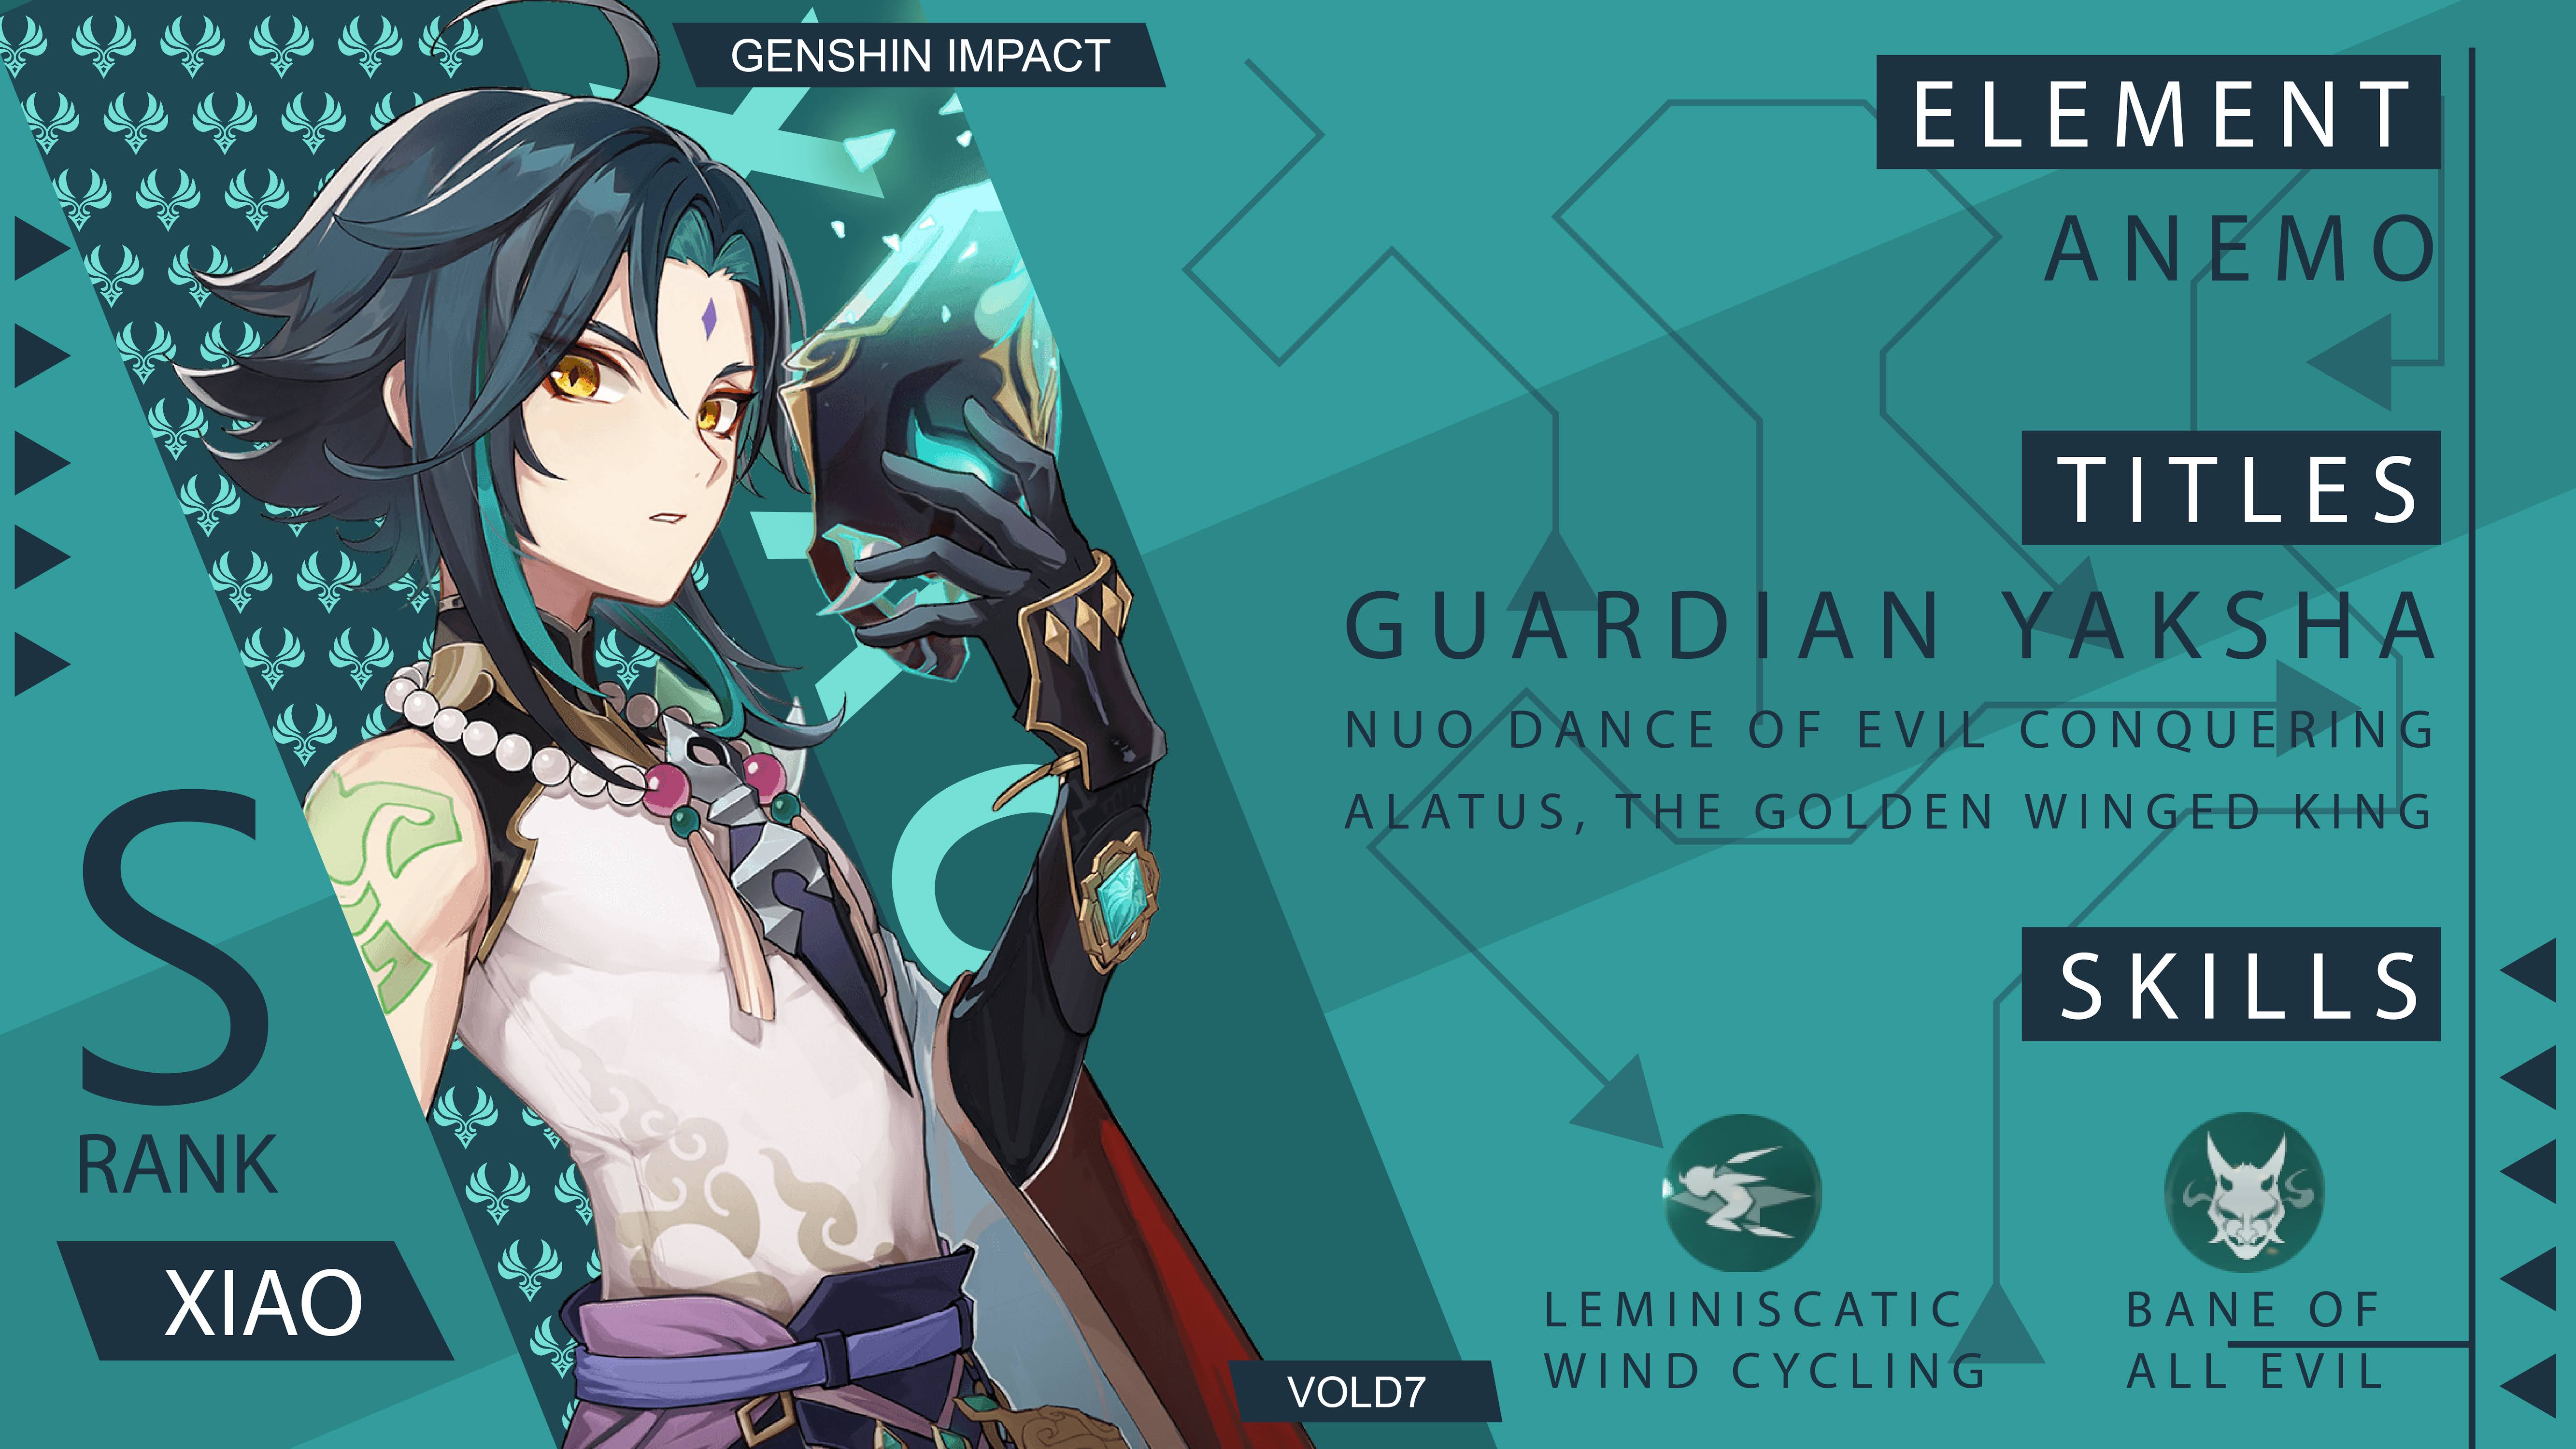 GENSHIN IMPACT
ELEMENT
ANEMO
TITLES
GUARDIAN YAKSHA
NUO DANCE OF EVIL CONQUERING
ALATUS, THE GOLDEN WINGED KING
SKILLS
LEMINISCATIC
WIND CYCLING
BANE OF
ALL EVIL
S
RANK
XIAO
VOLD7